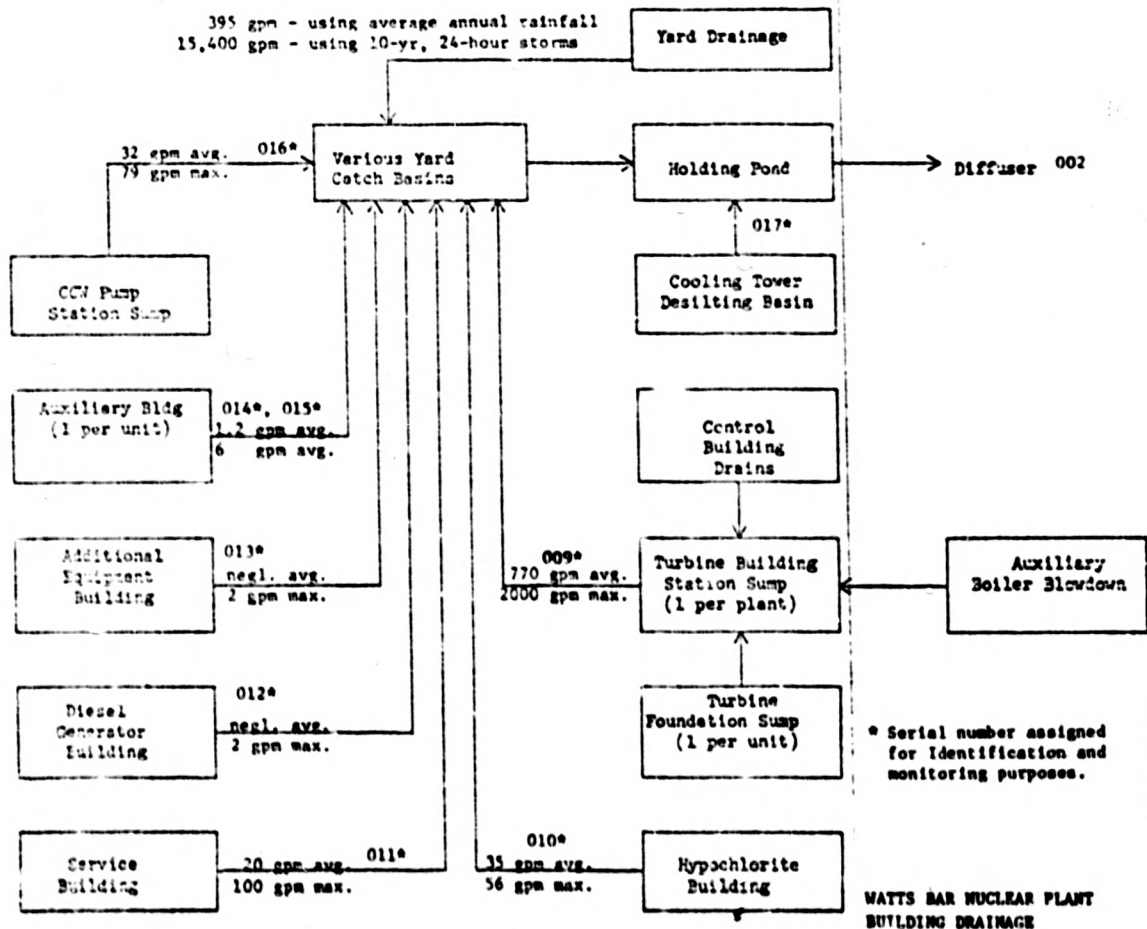 395 gpm - using average annual rainfall
15,400 gpm - using 10-yr, 24-hour storms
Yard Drainage
32 gpm avg.
79 gpm max.
016*
Various Yard
Catch Basins
Holding Pond
Diffuser 002
017*
CCW Pump
Station Sump
Cooling Tower
Desilting Basin
Auxiliary Bldg
(1 per unit)
014*, 015*
1.2 gpm avg.
6 gpm avg.
Control
Building
Drains
Additional
Equipment
Building
013*
negl. avg.
2 gpm max.
009*
770 gpm avg.
2000 gpm max.
Turbine Building
Station Sump
(1 per plant)
Auxiliary
Boiler Blowdown
Diesel
Generator
Building
012*
negl. avg.
2 gpm max.
Turbine
Foundation Sump
(1 per unit)
* Serial number assigned
for Identification and
monitoring purposes.
Service
Building
20 gpm avg.
100 gpm max.
011*
010*
35 gpm avg.
56 gpm max.
Hypochlorite
Building
WATTS BAR NUCLEAR PLANT
BUILDING DRAINAGE